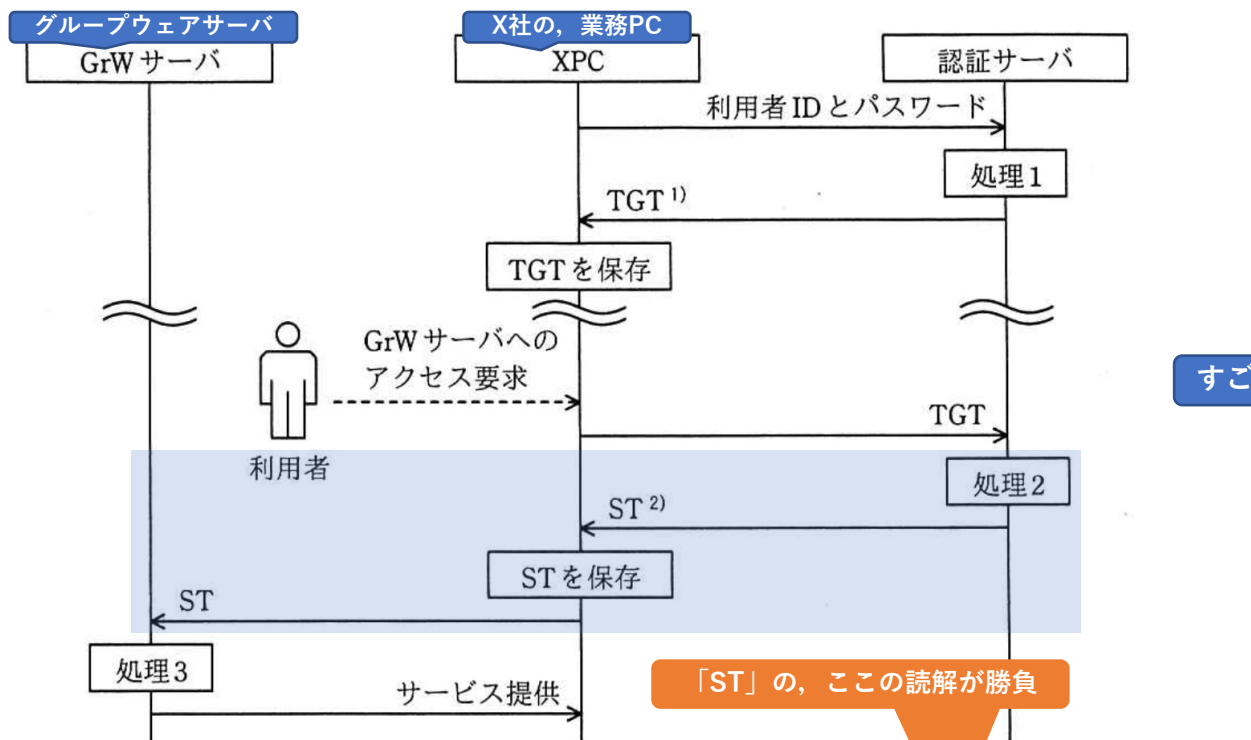 グループウェアサーバ
X社の，業務PC
GrWサーバ
XPC
認証サーバ
利用者IDとパスワード
処理1
TGT 1)
TGTを保存
GrWサーバへの
アクセス要求
TGT
すご
利用者
処理2
ST 2)
STを保存
ST
処理3
「ST」の，ここの読解が勝負
サービス提供